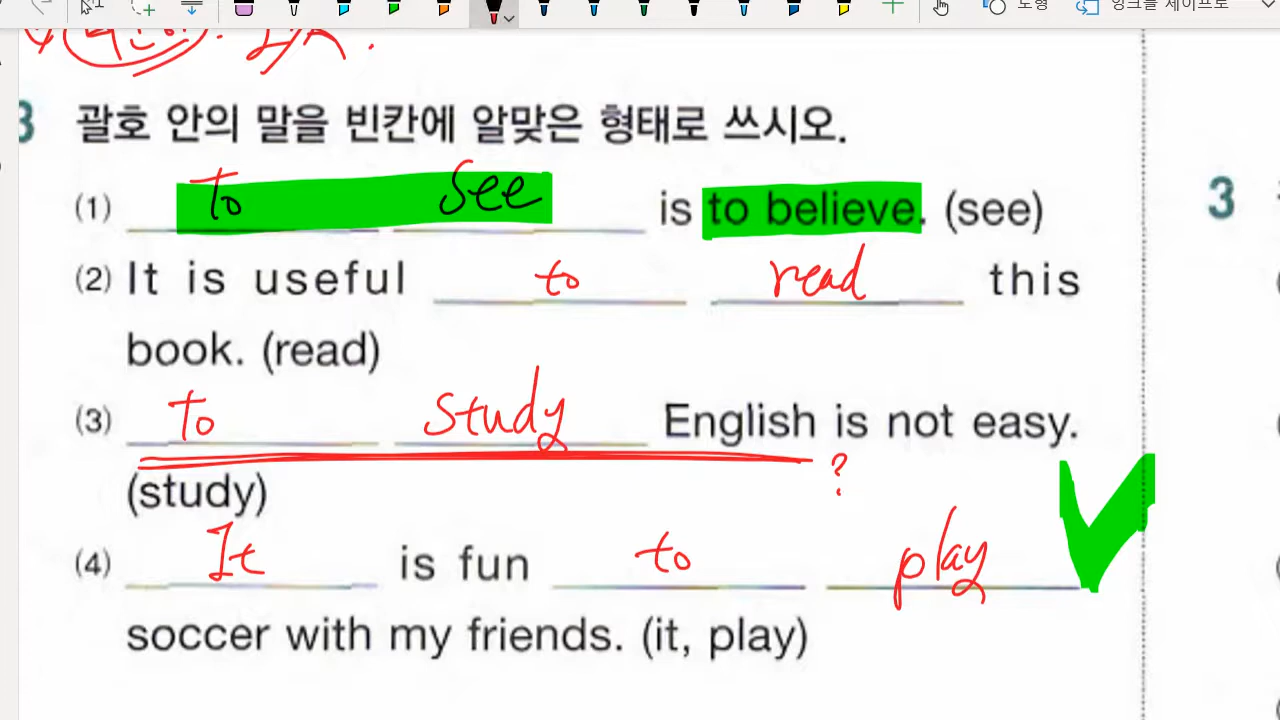 도형
잉크를 셰이프로
3 괄호 안의 말을 빈칸에 알맞은 형태로 쓰시오.
(1) to see is to believe. (see)
(2) It is useful to read this
book. (read)
(3) to study English is not easy.
?
(study)
(4) It is fun to play
soccer with my friends. (it, play)
3